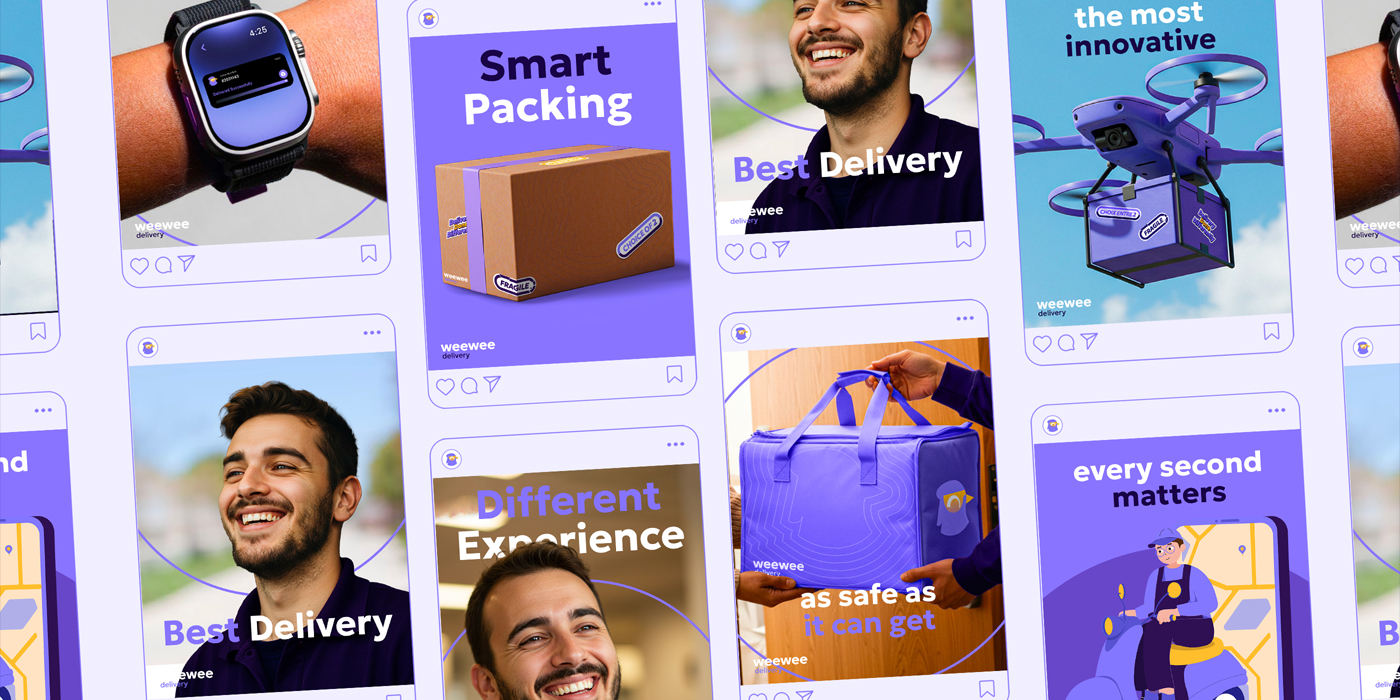 4:25
Delivered Successfully
weewee
delivery
Smart
Packing
CHOICE OF 2
FRAGILE
weewee
weewee
delivery
Best Delivery
ewee
delivery
the most
innovative
CHOICE ENTRE 2
FRAGILE
weewee
delivery
weewee
delivery
nd
Best Delivery
ewee
delivery
Different
Experience
weewee
delivery
as safe as
it can get
weewee
delivery
every second
matters
B